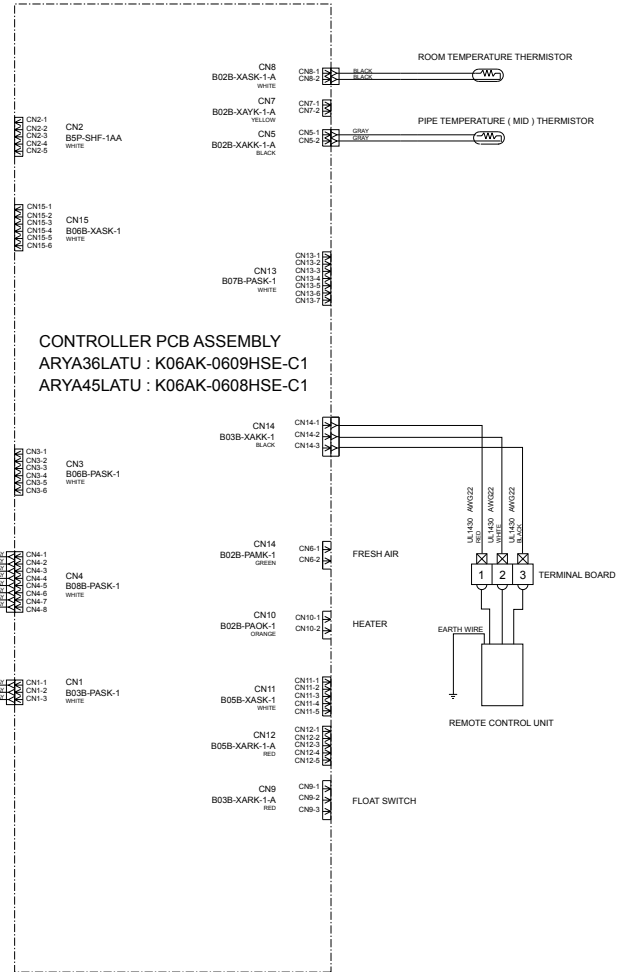 CN8
B02B-XASK-1-A
WHITE
CN8-1
CN8-2
BLACK
BLACK
ROOM TEMPERATURE THERMISTOR
CN7
B02B-XAYK-1-A
YELLOW
CN7-1
CN7-2
CN5
B02B-XAKK-1-A
BLACK
CN5-1
CN5-2
GRAY
GRAY
PIPE TEMPERATURE ( MID ) THERMISTOR
CN2-1
CN2-2
CN2-3
CN2-4
CN2-5
CN2
B5P-SHF-1AA
WHITE
CN15-1
CN15-2
CN15-3
CN15-4
CN15-5
CN15-6
CN15
B06B-XASK-1
WHITE
CN13
B07B-PASK-1
WHITE
CN13-1
CN13-2
CN13-3
CN13-4
CN13-5
CN13-6
CN13-7
CONTROLLER PCB ASSEMBLY
ARYA36LATU : K06AK-0609HSE-C1
ARYA45LATU : K06AK-0608HSE-C1
CN14
B03B-XAKK-1
BLACK
CN14-1
CN14-2
CN14-3
CN3-1
CN3-2
CN3-3
CN3-4
CN3-5
CN3-6
CN3
B06B-PASK-1
WHITE
UL1430 AWG22
RED
UL1430 AWG22
WHITE
UL1430 AWG22
BLACK
1 2 3
TERMINAL BOARD
CN14
B02B-PAMK-1
GREEN
CN6-1
CN6-2
FRESH AIR
CN4-1
CN4-2
CN4-3
CN4-4
CN4-5
CN4-6
CN4-7
CN4-8
CN4
B08B-PASK-1
WHITE
CN10
B02B-PAOK-1
ORANGE
CN10-1
CN10-2
HEATER
EARTH WIRE
REMOTE CONTROL UNIT
CN1-1
CN1-2
CN1-3
CN1
B03B-PASK-1
WHITE
CN11
B05B-XASK-1
WHITE
CN11-1
CN11-2
CN11-3
CN11-4
CN11-5
CN12
B05B-XARK-1-A
RED
CN12-1
CN12-2
CN12-3
CN12-4
CN12-5
CN9
B03B-XARK-1-A
RED
CN9-1
CN9-2
CN9-3
FLOAT SWITCH